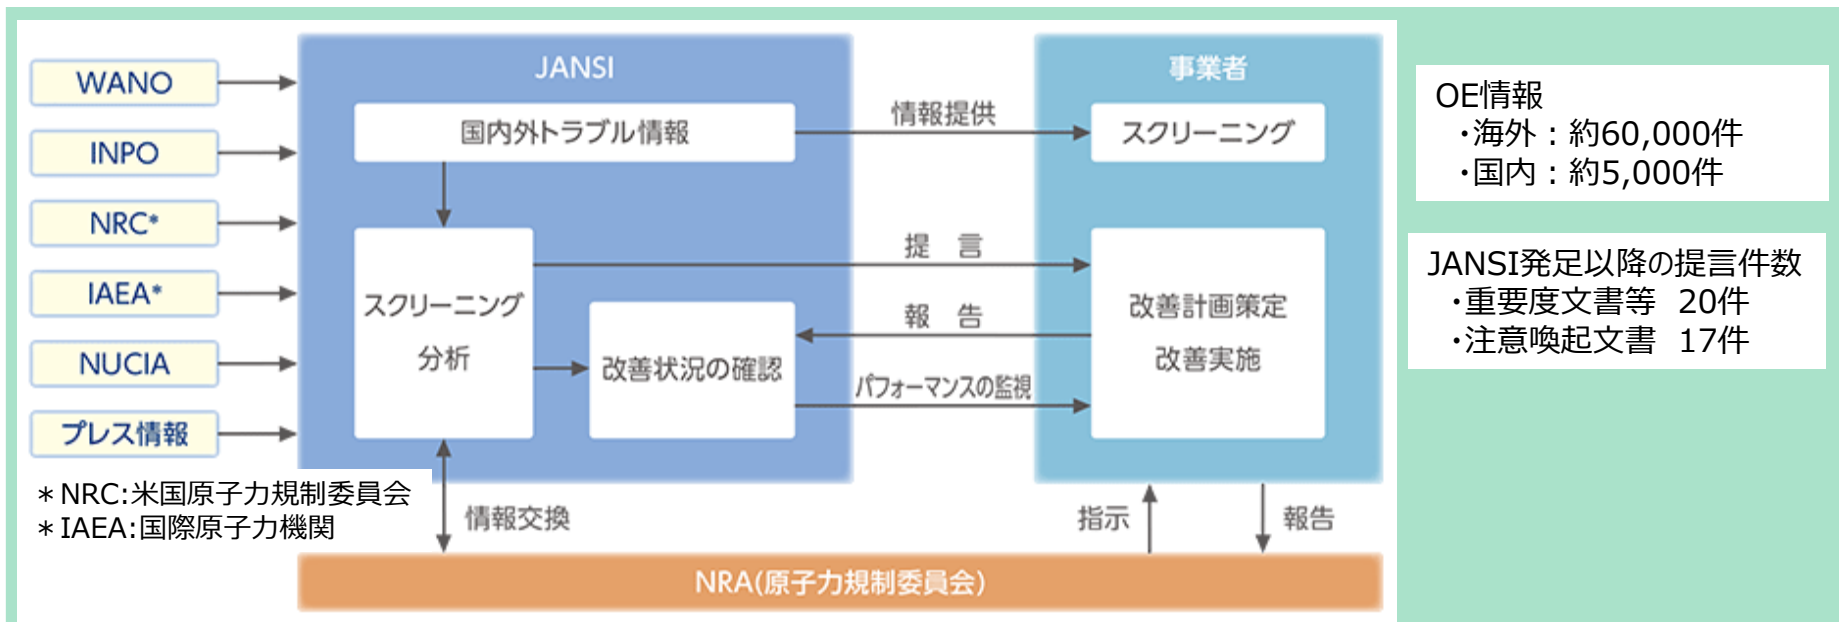 WANO
INPO
NRC*
IAEA*
NUCIA
プレス情報
*NRC:米国原子力規制委員会
*IAEA:国際原子力機関
JANSI
国内外トラブル情報
スクリーニング
分析
改善状況の確認
情報提供
提 言
報 告
パフォーマンスの監視
事業者
スクリーニング
改善計画策定
改善実施
情報交換
指示
報告
NRA(原子力規制委員会)
OE情報
・海外:約60,000件
・国内:約5,000件
JANSI発足以降の提言件数
・重要度文書等 20件
・注意喚起文書 17件